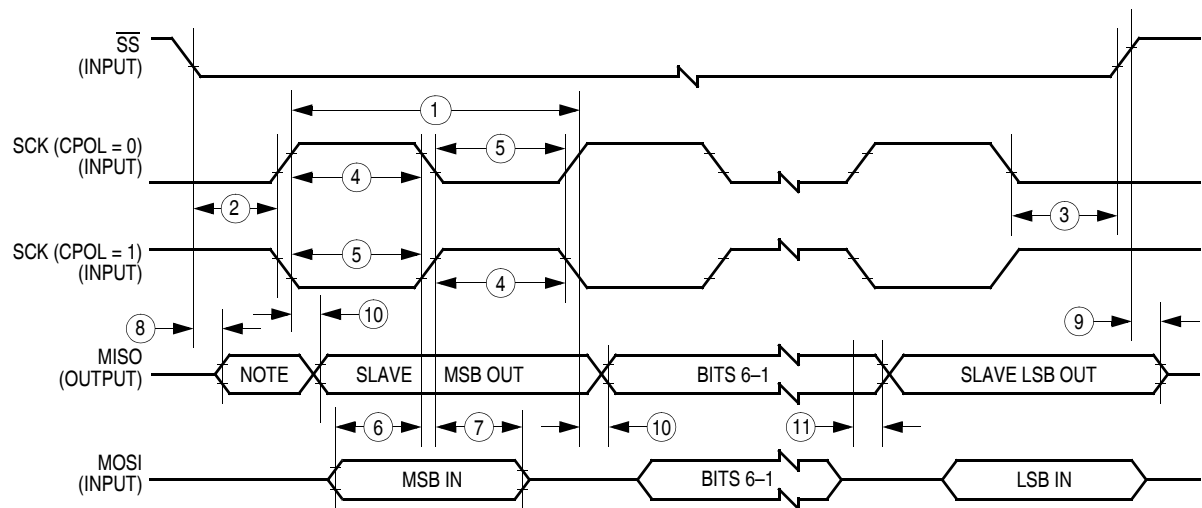 SS
(INPUT)
1
SCK (CPOL = 0)
(INPUT)
5
4
2
3
SCK (CPOL = 1)
(INPUT)
5
4
8
10
9
MISO
(OUTPUT)
NOTE
SLAVE
MSB OUT
BITS 6–1
SLAVE LSB OUT
6
7
10
11
MOSI
(INPUT)
MSB IN
BITS 6–1
LSB IN